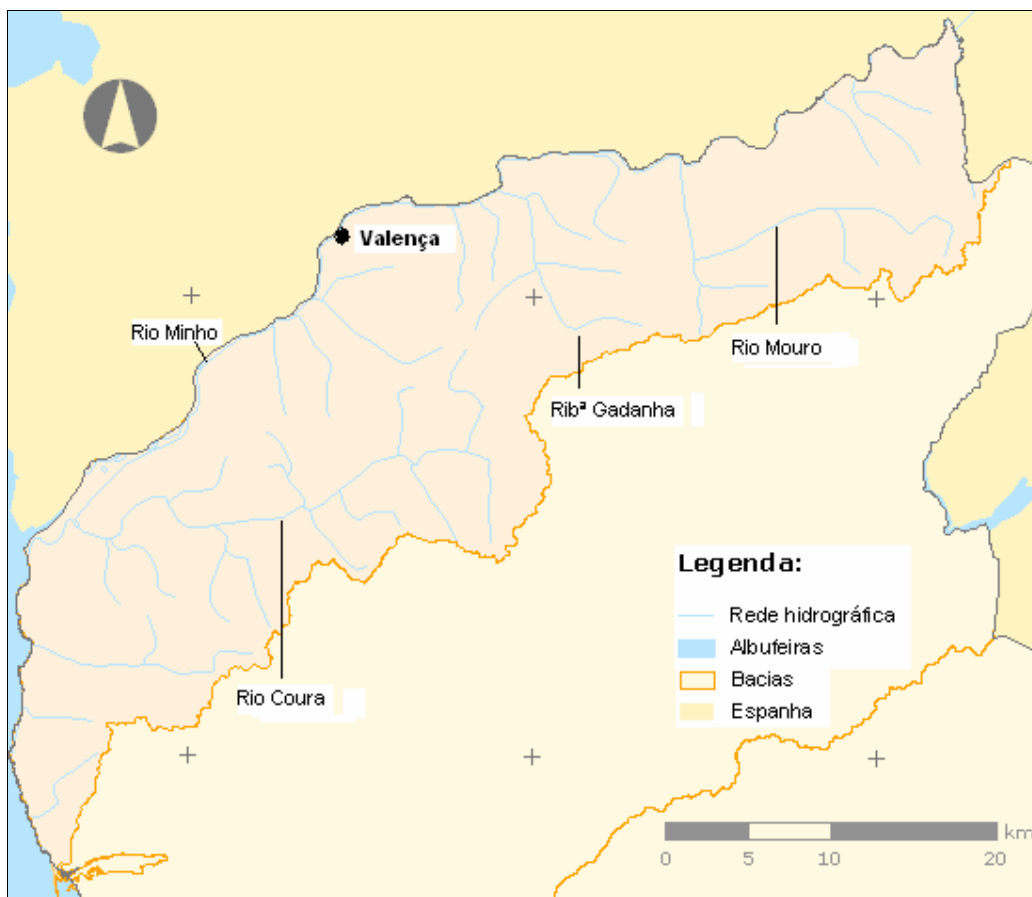 Valença
Rio Minho
Rio Mouro
Ribª Gadanha
Legenda:
Rede hidrográfica
Albufeiras
Bacias
Espanha
Rio Coura
km
0 5 10 20